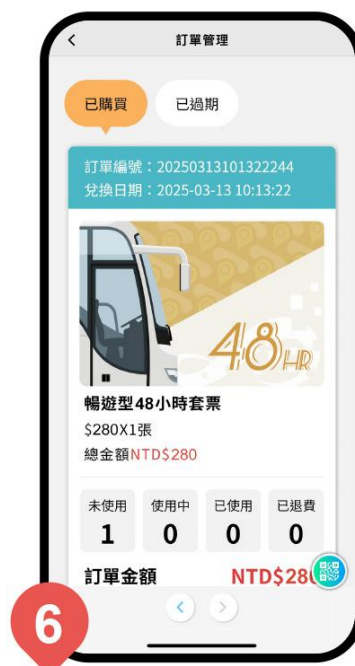 訂單管理
已購買 已過期
訂單編號：20250313101322244
兌換日期：2025-03-13 10:13:22
48HR
暢遊型48小時套票
$280X1張
總金額NTD$280
未使用 使用中 已使用 已退費
1 0 0 0
訂單金額 NTD$28
6